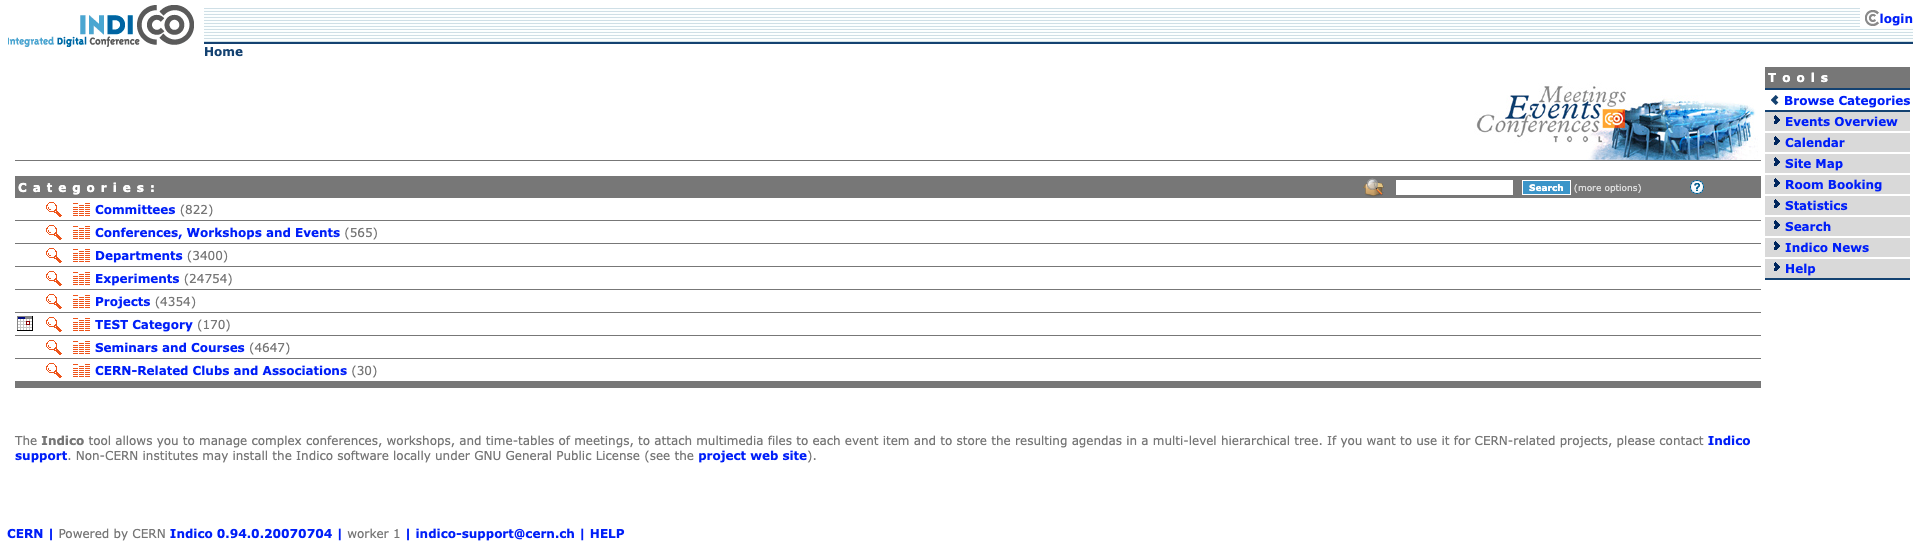 INDICO
Integrated Digital Conference
login
Home
Meetings
Events
Conferences
TOOL
Tools
Browse Categories
Events Overview
Calendar
Site Map
Room Booking
Statistics
Search
Indico News
Help
Categories:
Search (more options) ?
Committees (822)
Conferences, Workshops and Events (565)
Departments (3400)
Experiments (24754)
Projects (4354)
TEST Category (170)
Seminars and Courses (4647)
CERN-Related Clubs and Associations (30)
The Indico tool allows you to manage complex conferences, workshops, and time-tables of meetings, to attach multimedia files to each event item and to store the resulting agendas in a multi-level hierarchical tree. If you want to use it for CERN-related projects, please contact Indico
support. Non-CERN institutes may install the Indico software locally under GNU General Public License (see the project web site).
CERN | Powered by CERN Indico 0.94.0.20070704 | worker 1 | indico-support@cern.ch | HELP